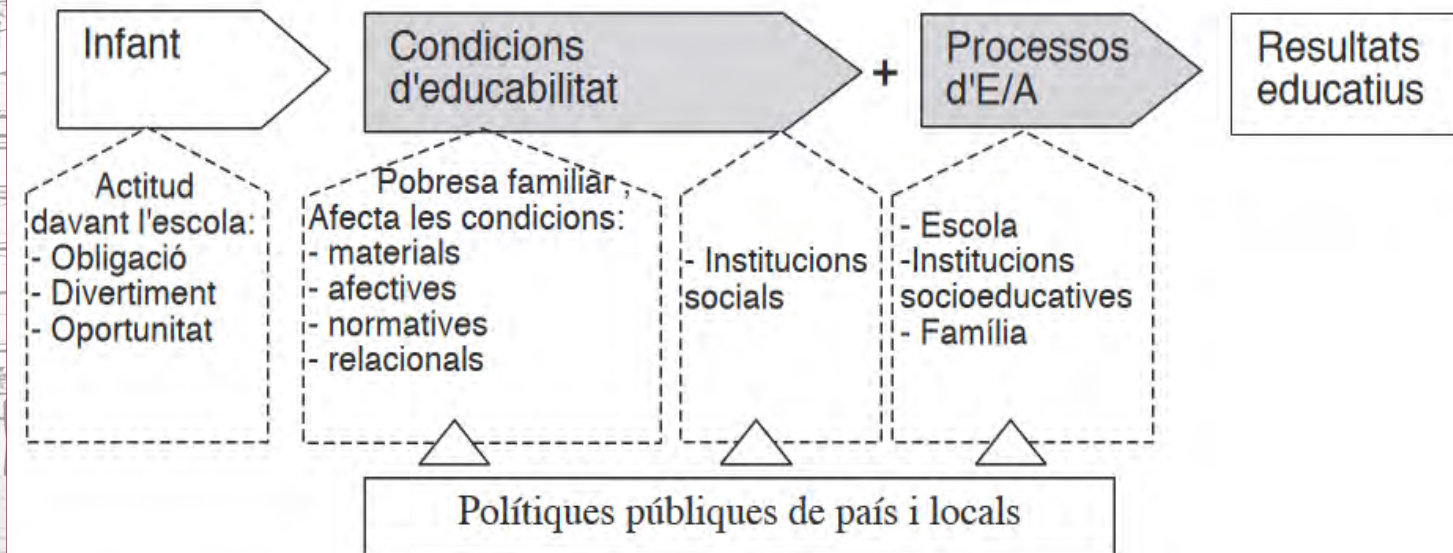 Infant
Condicions
d'educabilitat
+
Processos
d'E/A
Resultats
educatius
Actitud
davant l'escola:
- Obligació
- Divertiment
- Oportunitat
Pobresa familiar ,
Afecta les condicions:
- materials
- afectives
- normatives
- relacionals
- Institucions
socials
- Escola
-Institucions
socioeducatives
- Família
Polítiques públiques de país i locals